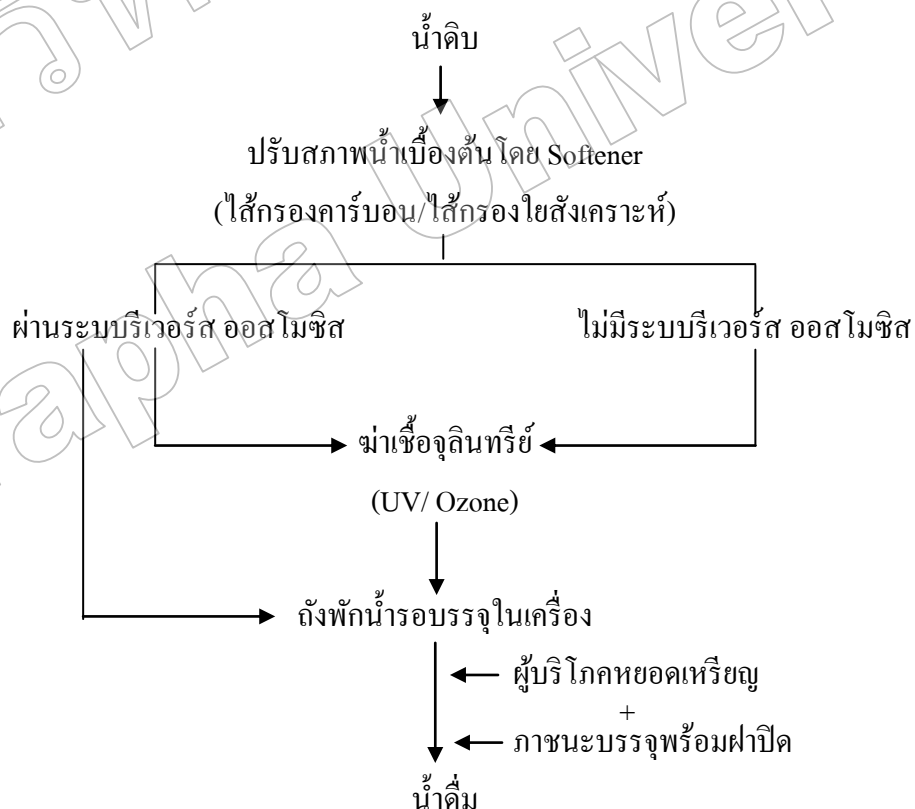 น้ำดิบ
ปรับสภาพน้ำเบื้องต้นโดย Softener
(ไส้กรองคาร์บอน/ไส้กรองใยสังเคราะห์)
ผ่านระบบรีเวอร์ส ออสโมซิส
ไม่มีระบบรีเวอร์ส ออสโมซิส
ฆ่าเชื้อจุลินทรีย์
(UV/ Ozone)
ถังพักน้ำรอบรรจุในเครื่อง
ผู้บริโภคหยอดเหรียญ
+
ภาชนะบรรจุพร้อมฝาปิด
น้ำดื่ม